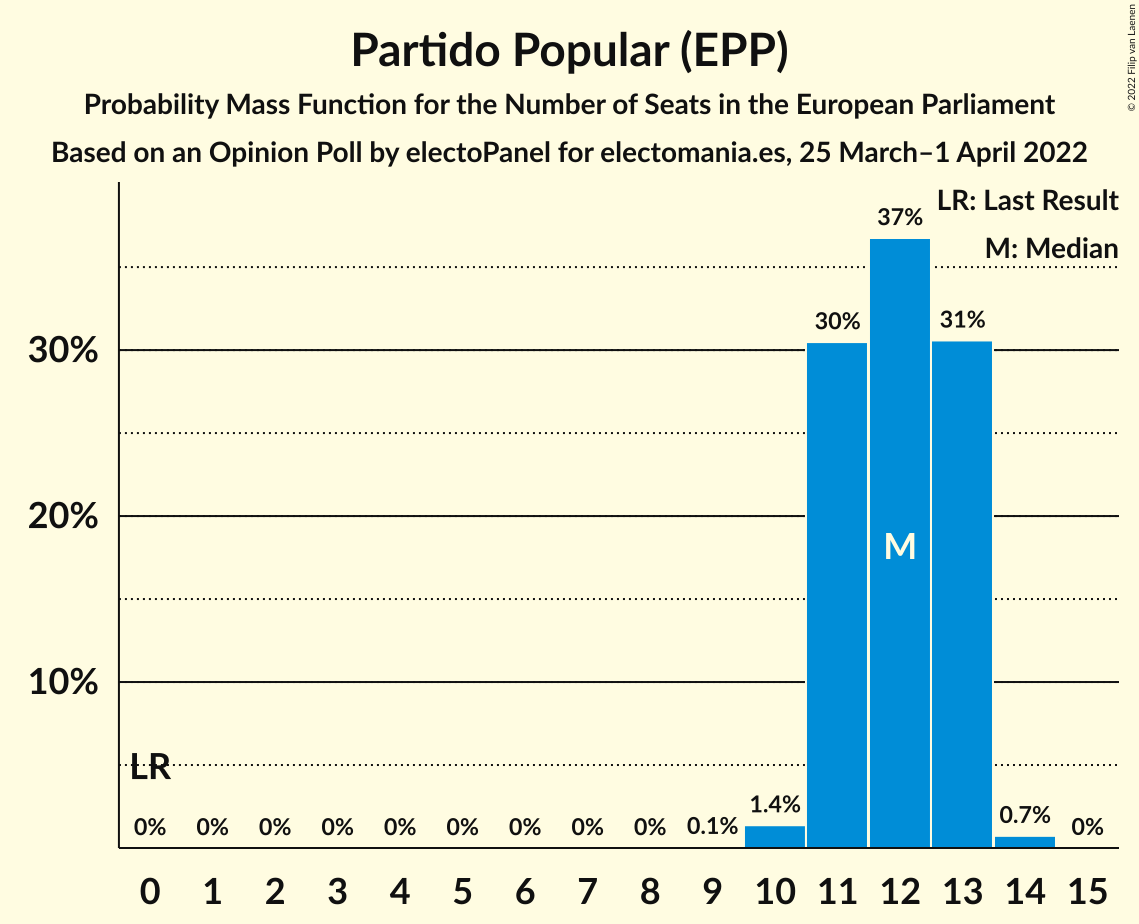 Partido Popular (EPP)
Probability Mass Function for the Number of Seats in the European Parliament
Based on an Opinion Poll by electoPanel for electomania.es, 25 March–1 April 2022
© 2022 Filip van Laenen
LR: Last Result
M: Median
37%
30%
31%
30%
20%
M
10%
LR
0% 0% 0% 0% 0% 0% 0% 0% 0% 0.1% 1.4% 0.7% 0%
0 1 2 3 4 5 6 7 8 9 10 11 12 13 14 15